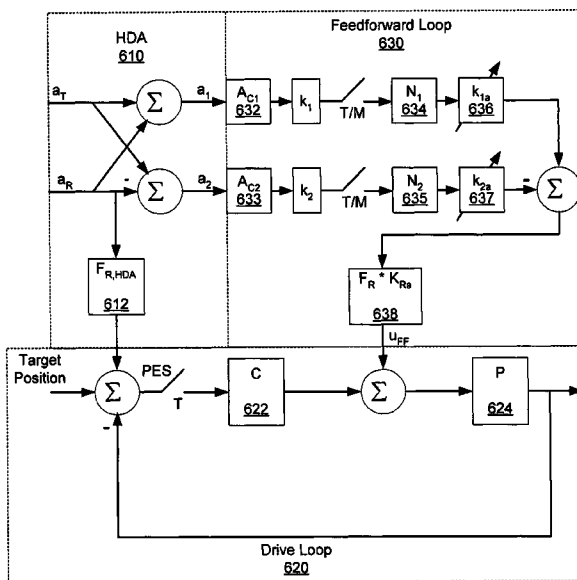 HDA
610
Feedforward Loop
630
a_T
Σ
a_1
A_C1
632
k_1
T/M
N_1
634
k_1a
636
a_R
-
Σ
a_2
A_C2
633
k_2
T/M
N_2
635
k_2a
637
-
Σ
F_R,HDA
612
F_R * K_Ra
638
u_FF
Target
Position
Σ
PES
T
C
622
Σ
P
624
-
Drive Loop
620